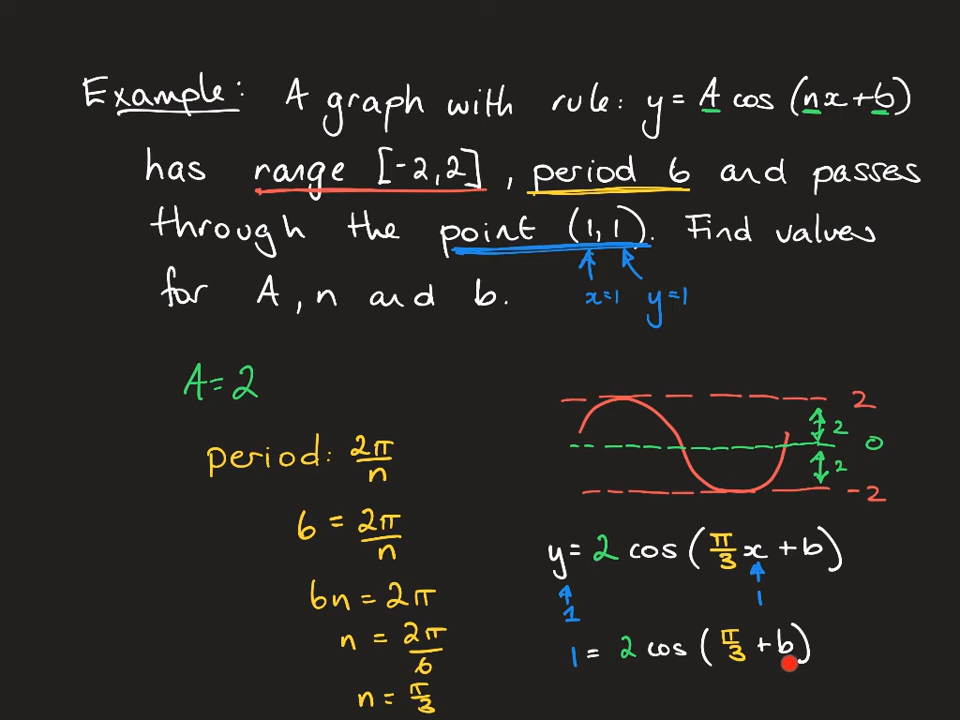 Example: A graph with rule: y = A cos (nx+b)
has range [-2,2], period 6 and passes
through the point (1,1). Find values
x=1 y=1
for A, n and b.
A=2
period: 2π/n
6 = 2π/n
6n = 2π
n = 2π/6
n = π/3
2
2
0
2
-2
y = 2 cos (π/3 x + b)
1 1
1 = 2 cos (π/3 + b)